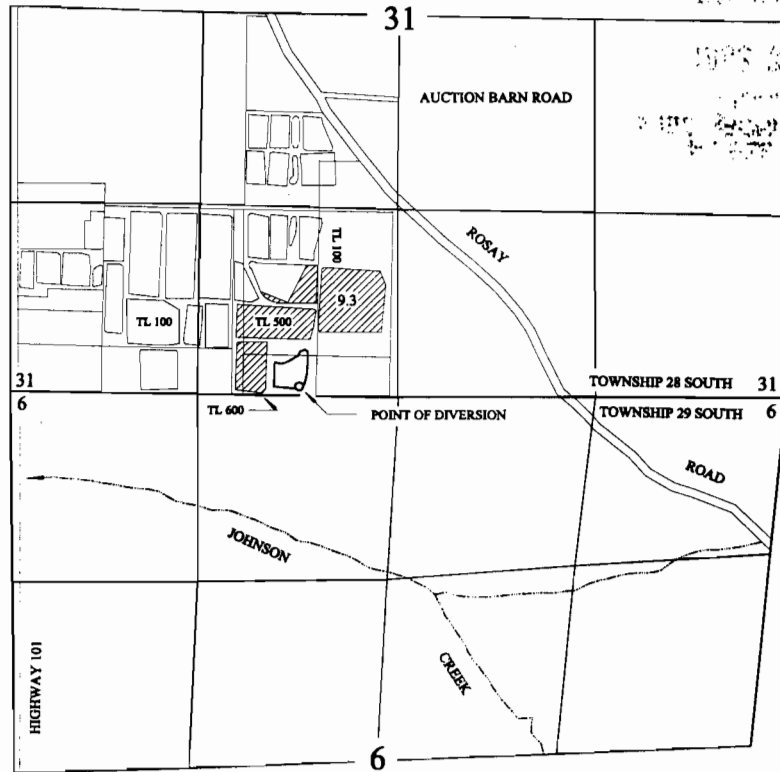 31
AUCTION BARN ROAD
ROSAY
TL 100
9.3
TL 100
TL 500
31
TOWNSHIP 28 SOUTH
31
6
TOWNSHIP 29 SOUTH
6
TL 600
POINT OF DIVERSION
ROAD
JOHNSON
CREEK
HIGHWAY 101
6